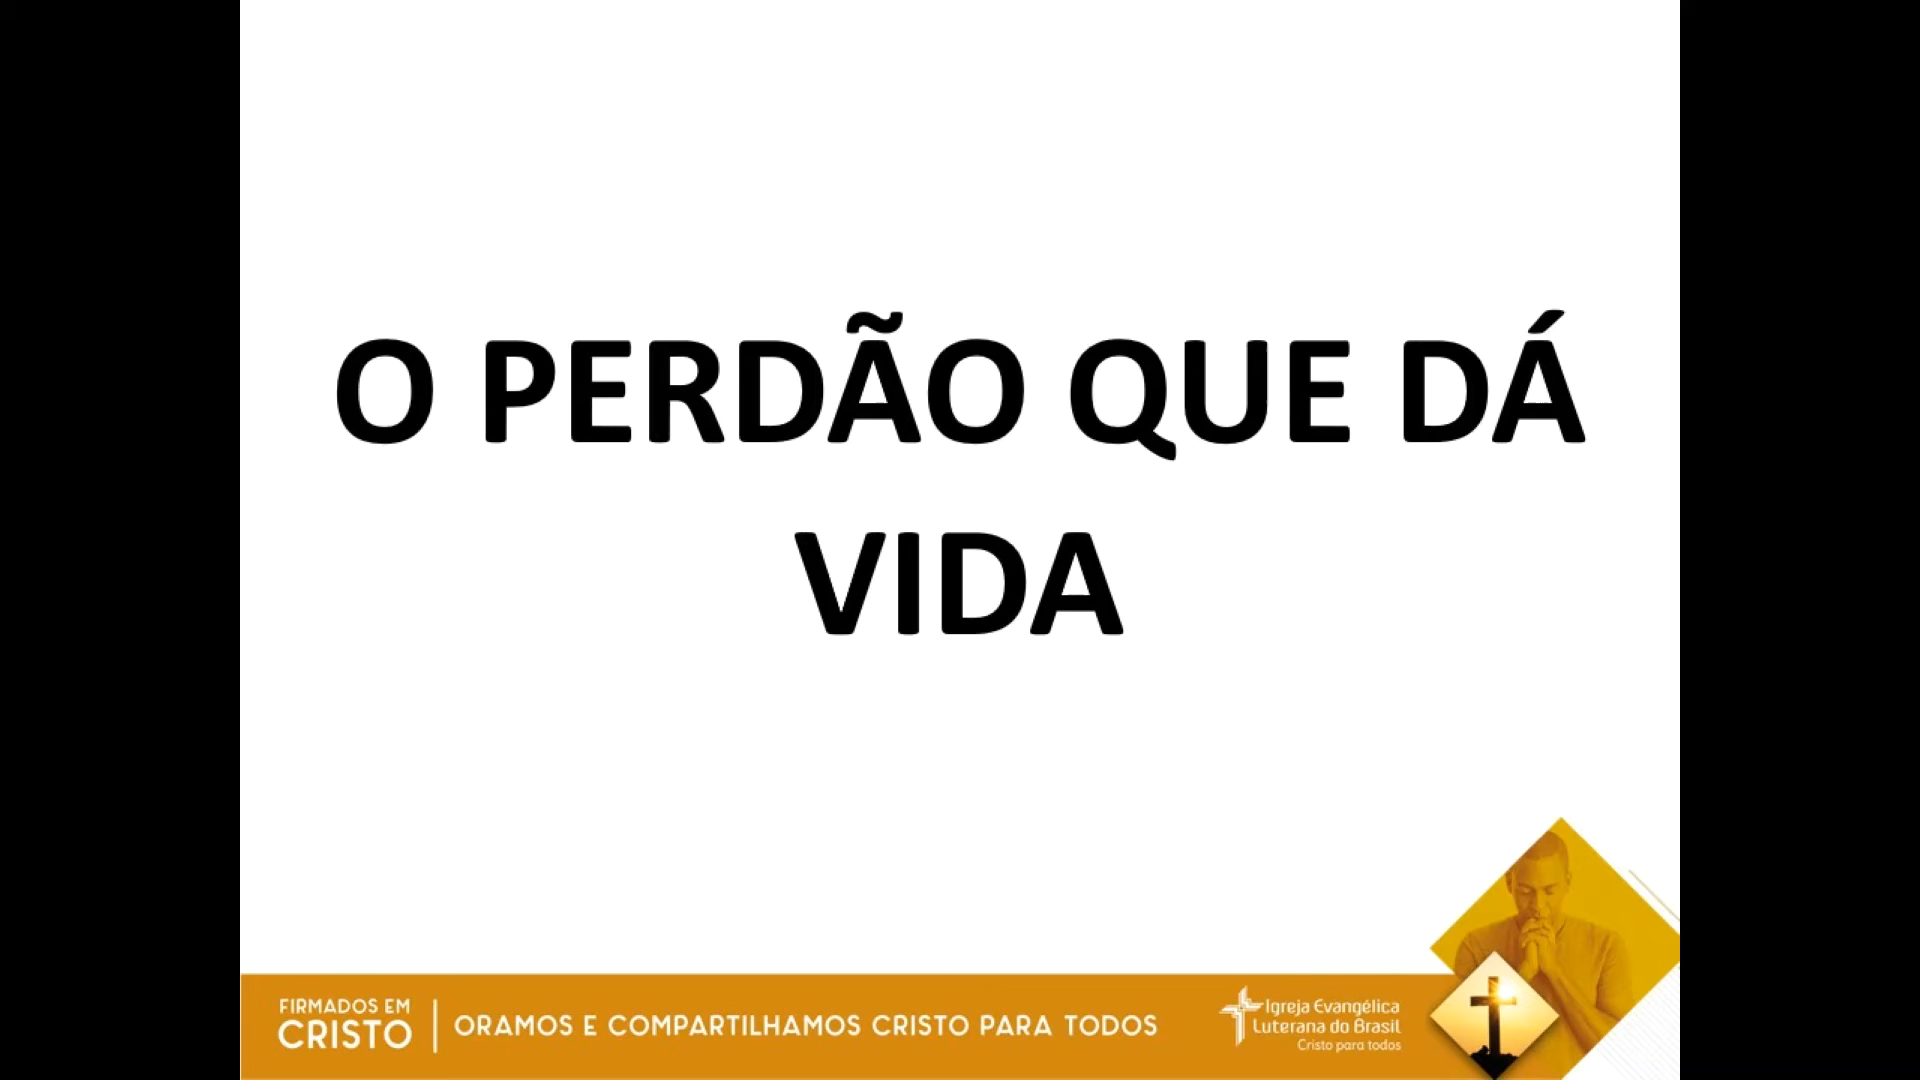 O PERDÃO QUE DÁ
VIDA
FIRMADOS EM
CRISTO
ORAMOS E COMPARTILHAMOS CRISTO PARA TODOS
Igreja Evangélica
Luterana do Brasil
Cristo para todos